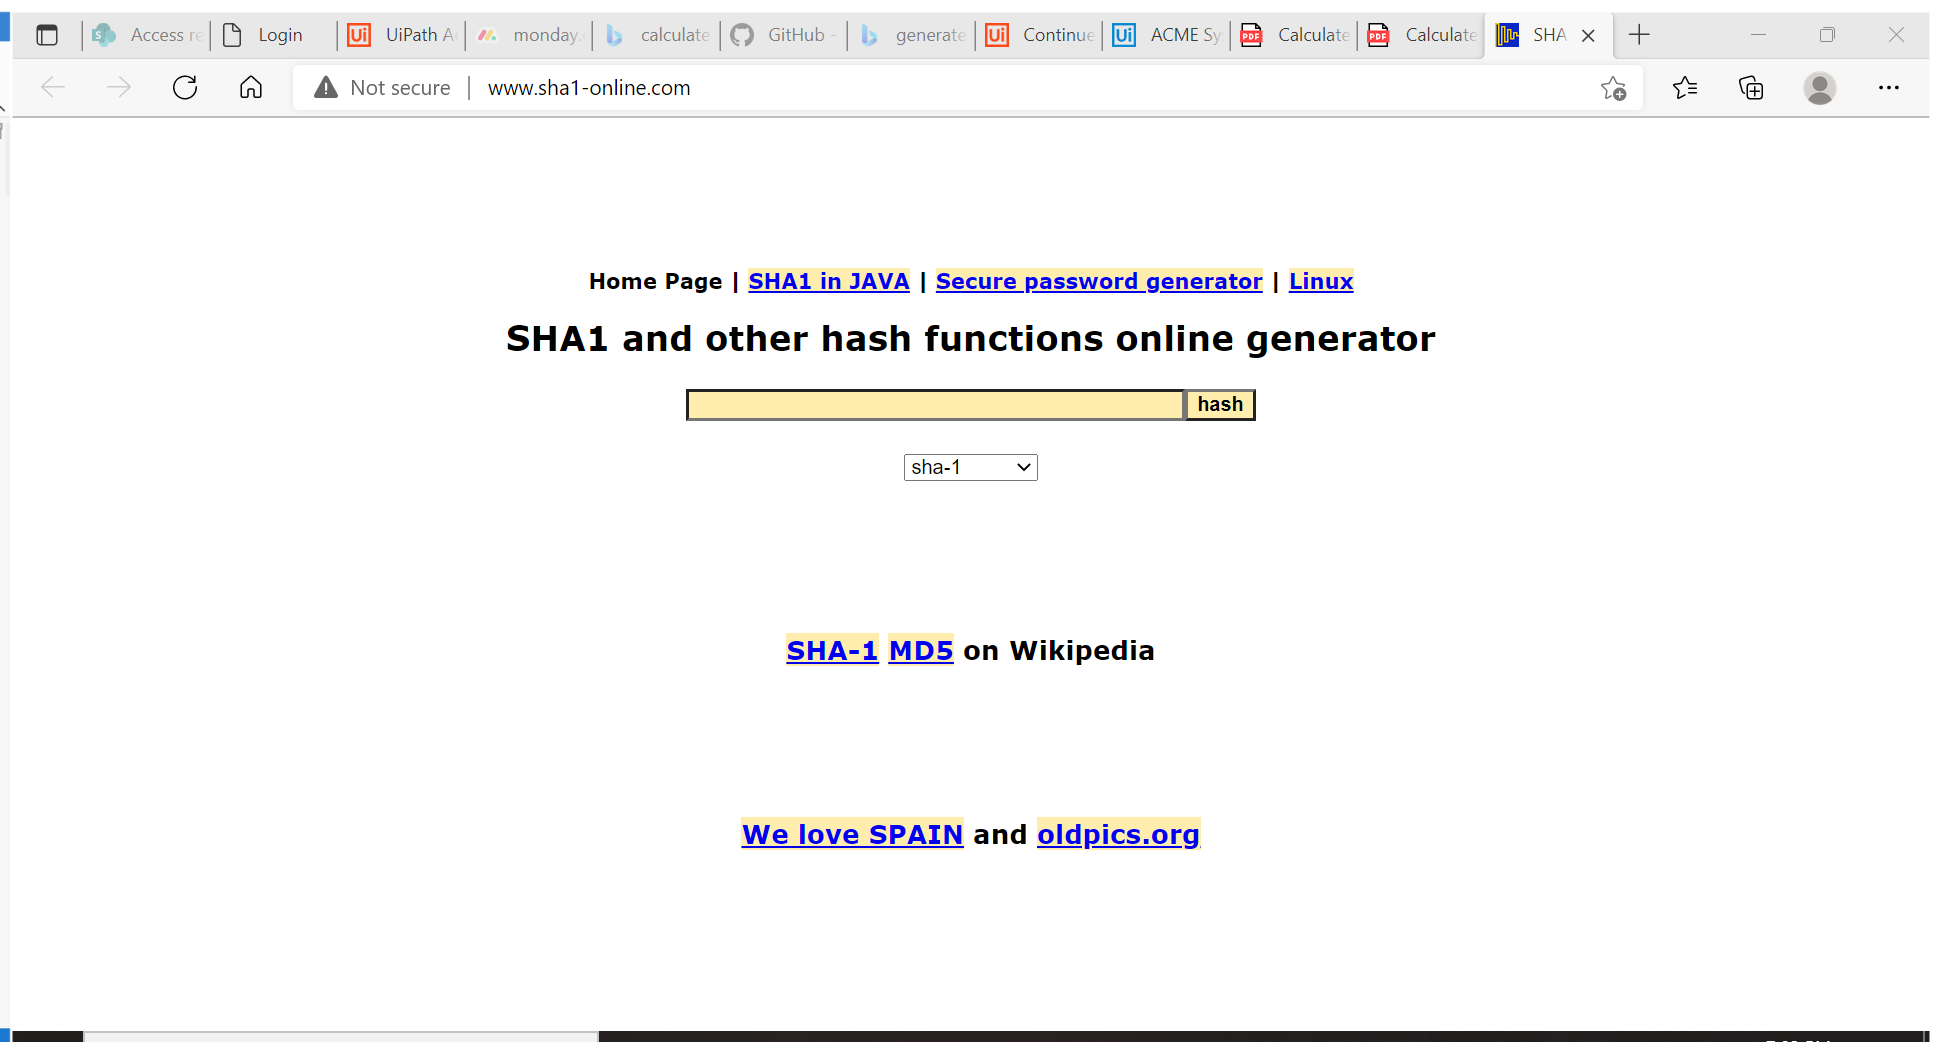 Access re Login UiPath A monday. calculate GitHub - generate Continue ACME Sy Calculate Calculate SHA
Not secure www.sha1-online.com
Home Page | SHA1 in JAVA | Secure password generator | Linux
SHA1 and other hash functions online generator
hash
sha-1
SHA-1 MD5 on Wikipedia
We love SPAIN and oldpics.org